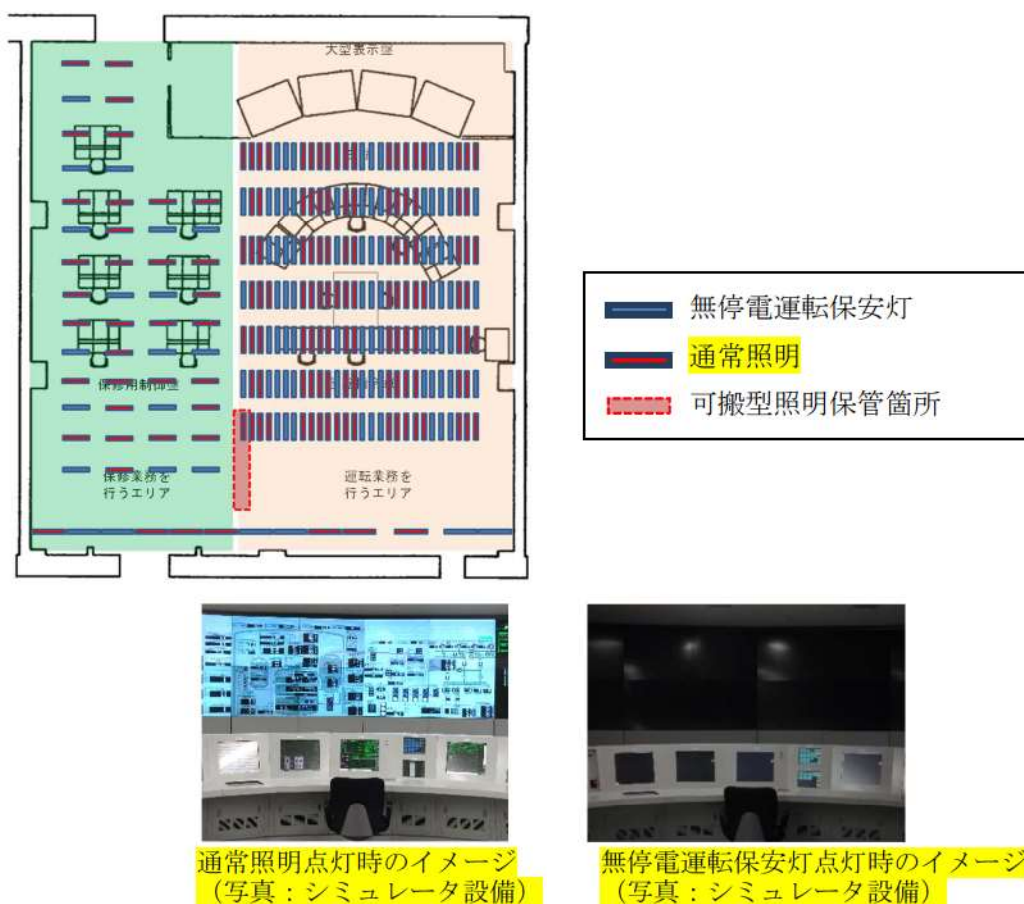 大型表示盤
保修用制御盤
保修業務を
行うエリア
運転業務を
行うエリア
無停電運転保安灯
通常照明
可搬型照明保管箇所
通常照明点灯時のイメージ
（写真：シミュレータ設備）
無停電運転保安灯点灯時のイメージ
（写真：シミュレータ設備）